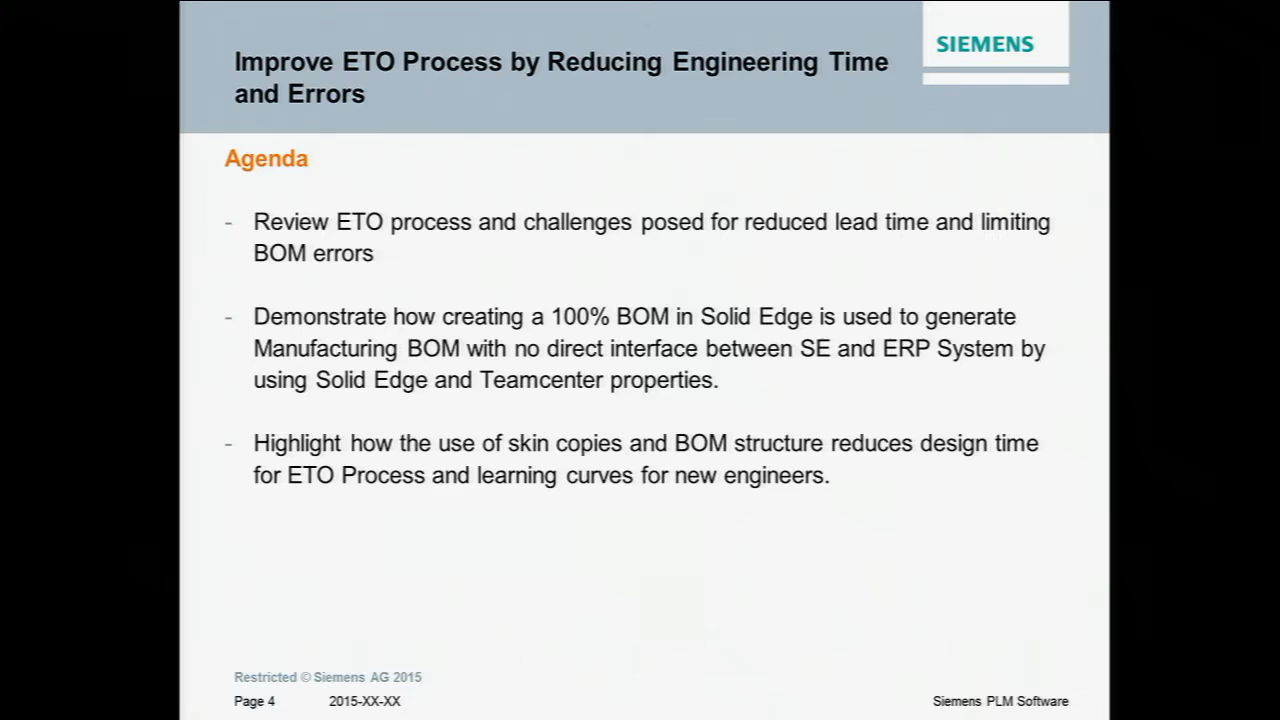 Improve ETO Process by Reducing Engineering Time
and Errors
SIEMENS
Agenda
- Review ETO process and challenges posed for reduced lead time and limiting
BOM errors
- Demonstrate how creating a 100% BOM in Solid Edge is used to generate
Manufacturing BOM with no direct interface between SE and ERP System by
using Solid Edge and Teamcenter properties.
- Highlight how the use of skin copies and BOM structure reduces design time
for ETO Process and learning curves for new engineers.
Restricted © Siemens AG 2015
Page 4 2015-XX-XX Siemens PLM Software